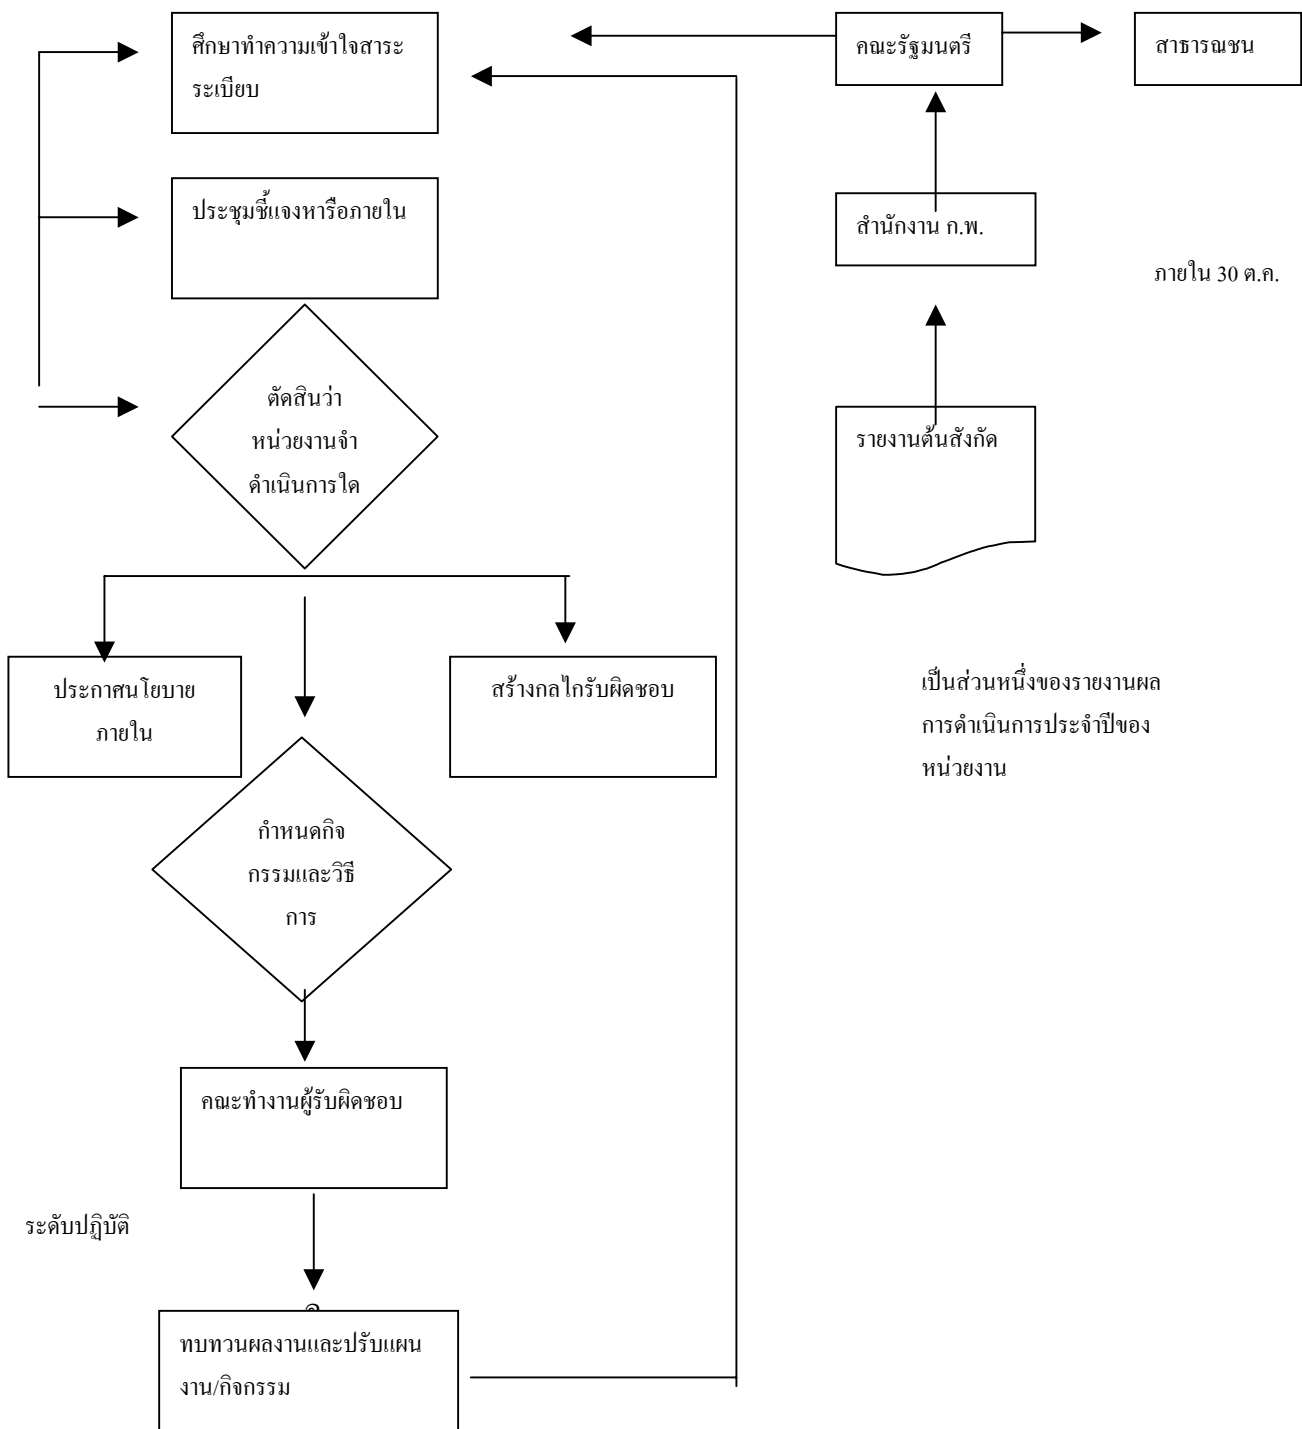 ศึกษาทำความเข้าใจสาระ
ระเบียบ
คณะรัฐมนตรี
สาธารณชน
ประชุมชี้แจงหารือภายใน
สำนักงาน ก.พ.
ภายใน 30 ต.ค.
ตัดสินว่า
หน่วยงานจำ
ดำเนินการใด
รายงานต้นสังกัด
ประกาศนโยบาย
ภายใน
สร้างกลไกรับผิดชอบ
เป็นส่วนหนึ่งของรายงานผล
การดำเนินการประจำปีของ
หน่วยงาน
กำหนดกิจ
กรรมและวิธี
การ
คณะทำงานผู้รับผิดชอบ
ระดับปฏิบัติ
ทบทวนผลงานและปรับแผน
งาน/กิจกรรม